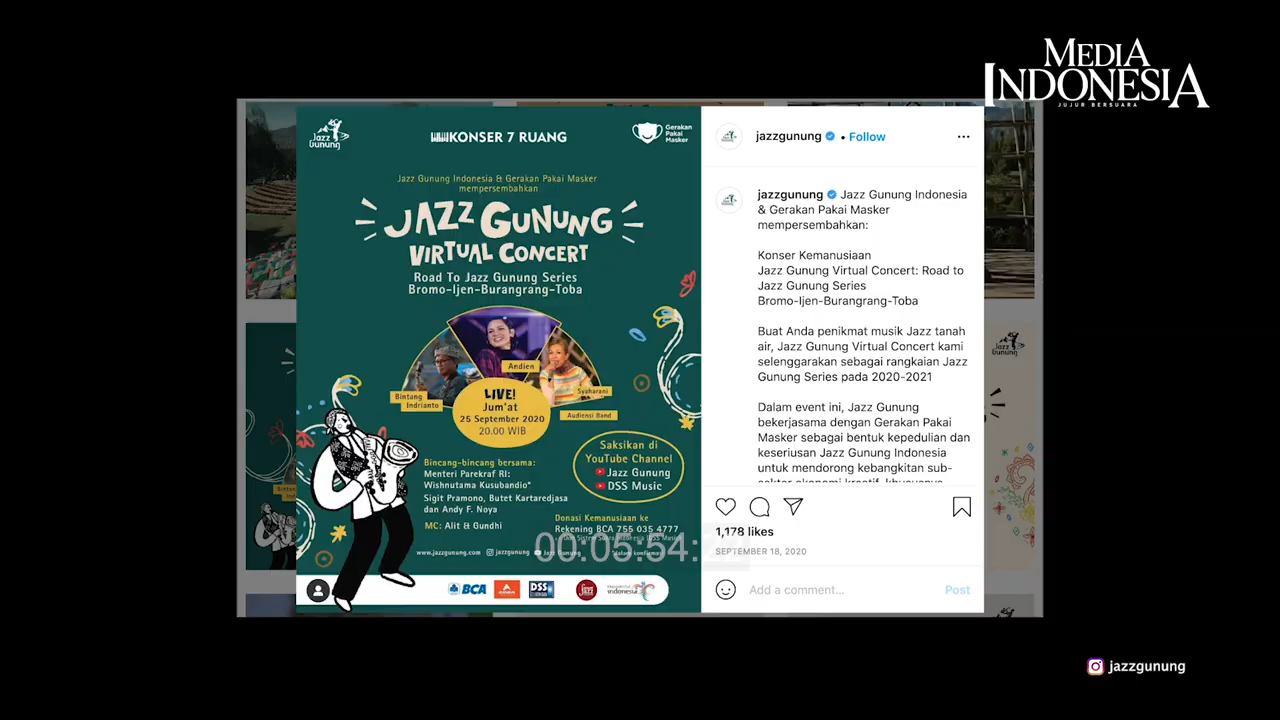 MEDIA
INDONESIA
JUJUR BERSUARA
Jazz
Gunung
KONSER 7 RUANG
Gerakan
Pakai
Masker
Jazz Gunung Indonesia & Gerakan Pakai Masker
mempersembahkan
JAZZ GUNUNG
VIRTUAL CONCERT
Road To Jazz Gunung Series
Bromo-Ijen-Burangrang-Toba
Andien
Bintang
Indrianto
Syaharani
Audiensi Band
LIVE!
Jum'at
25 September 2020
20.00 WIB
Saksikan di
YouTube Channel
Jazz Gunung
DSS Music
Bincang-bincang bersama:
Menteri Parekraf RI:
Wishnutama Kusubandio*
Sigit Pramono, Butet Kartaredjasa
dan Andy F. Noya
MC: Alit & Gundhi
Donasi Kemanusiaan ke
Rekening BCA 755 035 4777
www.jazzgunung.com jazzgunung Jazz Gunung
00:05:54:
BCA
DSS
indonesia
jazzgunung • Follow
jazzgunung Jazz Gunung Indonesia
& Gerakan Pakai Masker
mempersembahkan:
Konser Kemanusiaan
Jazz Gunung Virtual Concert: Road to
Jazz Gunung Series
Bromo-Ijen-Burangrang-Toba
Buat Anda penikmat musik Jazz tanah
air, Jazz Gunung Virtual Concert kami
selenggarakan sebagai rangkaian Jazz
Gunung Series pada 2020-2021
Dalam event ini, Jazz Gunung
bekerjasama dengan Gerakan Pakai
Masker sebagai bentuk kepedulian dan
keseriusan Jazz Gunung Indonesia
untuk mendorong kebangkitan sub-
sektor ekonomi kreatif, khususnya
1,178 likes
SEPTEMBER 18, 2020
Add a comment... Post
jazzgunung